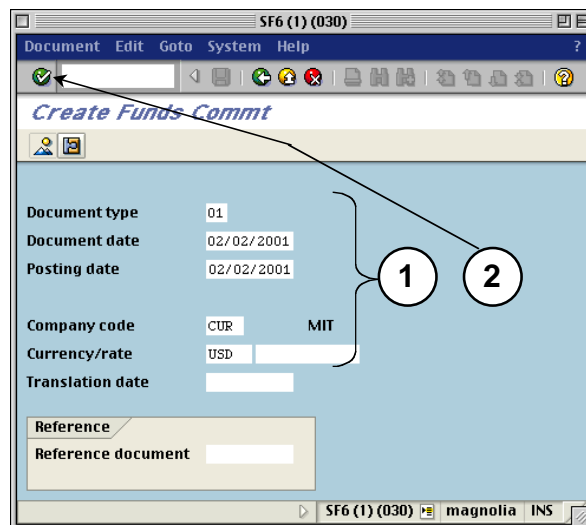 SF6 (1) (030)
Document Edit Goto System Help ?
Create Funds Commt
Document type 01
Document date 02/02/2001
Posting date 02/02/2001
1 2
Company code CUR MIT
Currency/rate USD
Translation date
Reference
Reference document
SF6 (1) (030) magnolia INS